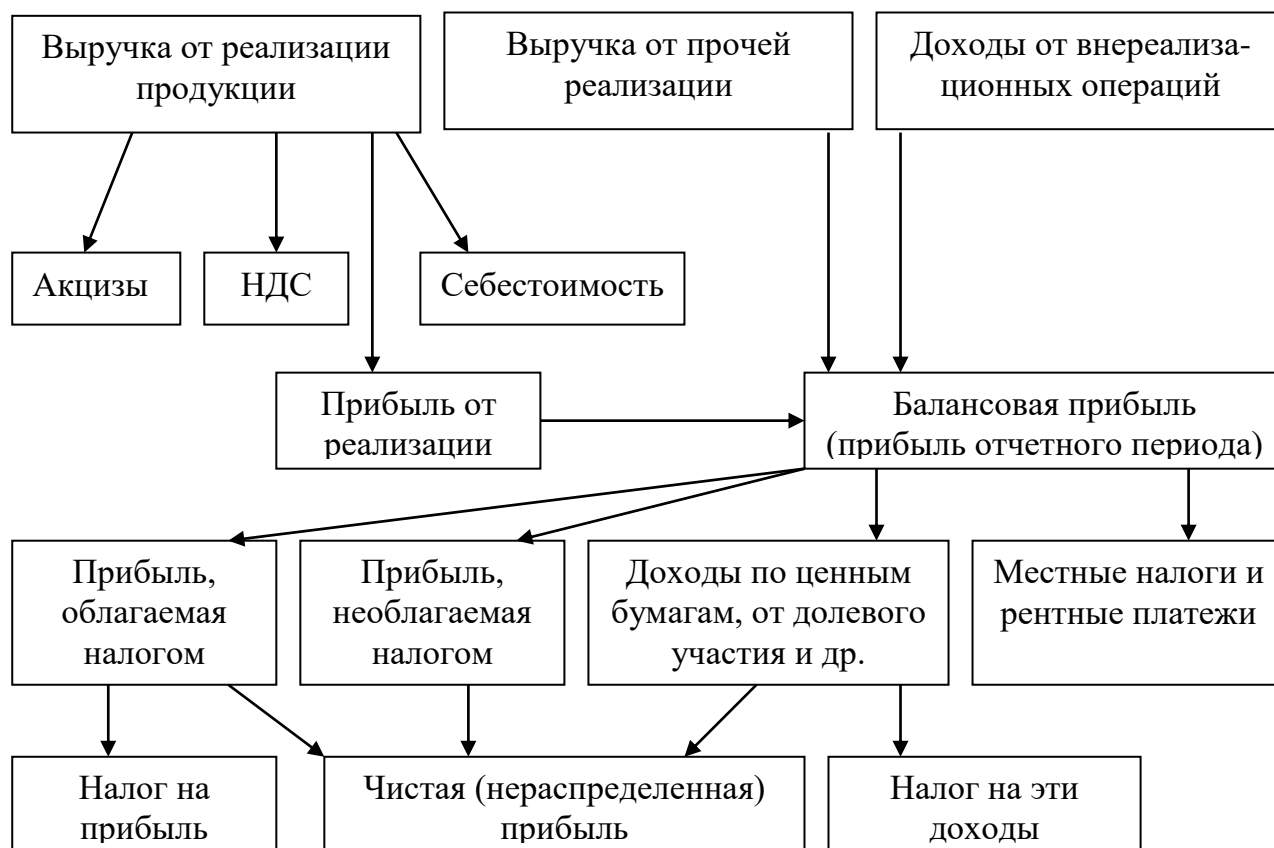 Выручка от реализации
продукции
Выручка от прочей
реализации
Доходы от внереализа-
ционных операций
Акцизы
НДС
Себестоимость
Прибыль от
реализации
Балансовая прибыль
(прибыль отчетного периода)
Прибыль,
облагаемая
налогом
Прибыль,
необлагаемая
налогом
Доходы по ценным
бумагам, от долевого
участия и др.
Местные налоги и
рентные платежи
Налог на
прибыль
Чистая (нераспределенная)
прибыль
Налог на эти
доходы